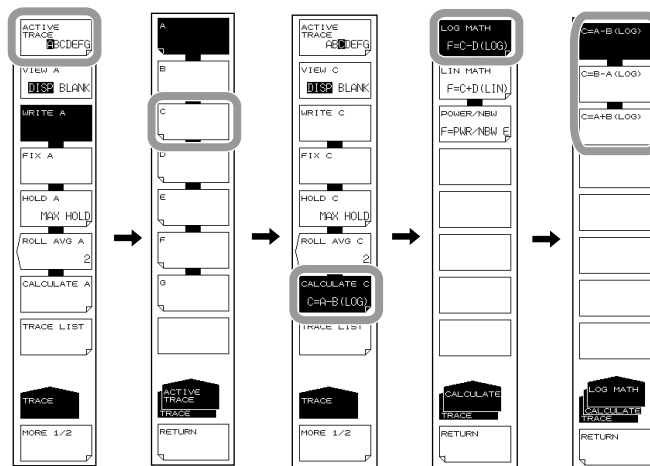 ACTIVE
TRACE
ABCDEFG
VIEW A
DISP BLANK
WRITE A
FIX A
HOLD A
MAX HOLD
ROLL AVG A
2
CALCULATE A
TRACE LIST
TRACE
MORE 1/2
A
B
C
D
E
F
G
ACTIVE
TRACE
TRACE
RETURN
ACTIVE
TRACE
ABCDEFG
VIEW C
DISP BLANK
WRITE C
FIX C
HOLD C
MAX HOLD
ROLL AVG C
2
CALCULATE C
C=A-B(LOG)
TRACE LIST
TRACE
MORE 1/2
LOG MATH
F=C-D(LOG)
LIN MATH
F=C+D(LIN)
POWER/NBW
F=PWR/NBW E
CALCULATE
TRACE
RETURN
C=A-B(LOG)
C=B-A(LOG)
C=A+B(LOG)
LOG MATH
CALCULATE
TRACE
RETURN